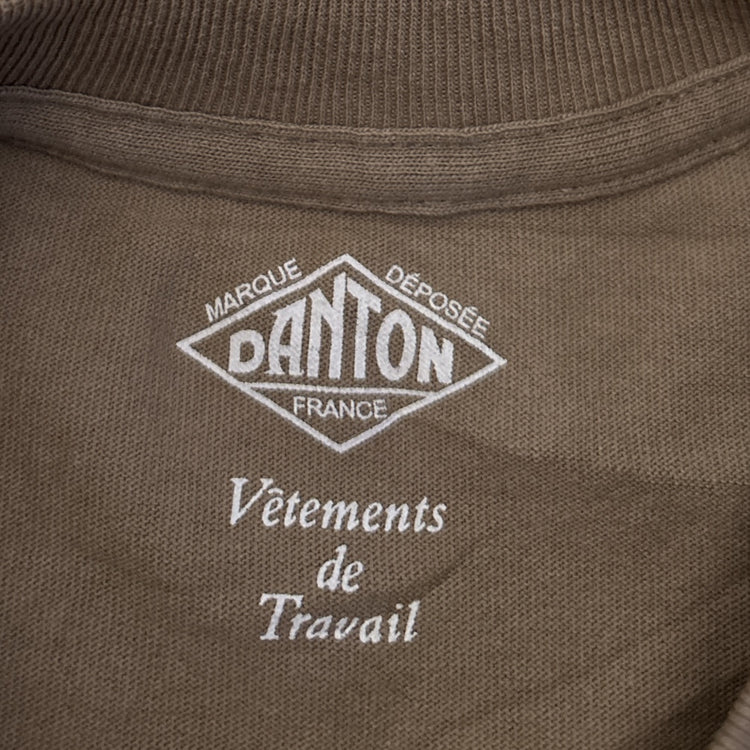 MARQUE DÉPOSÉE
DANTON
FRANCE
Vêtements
de
Travail